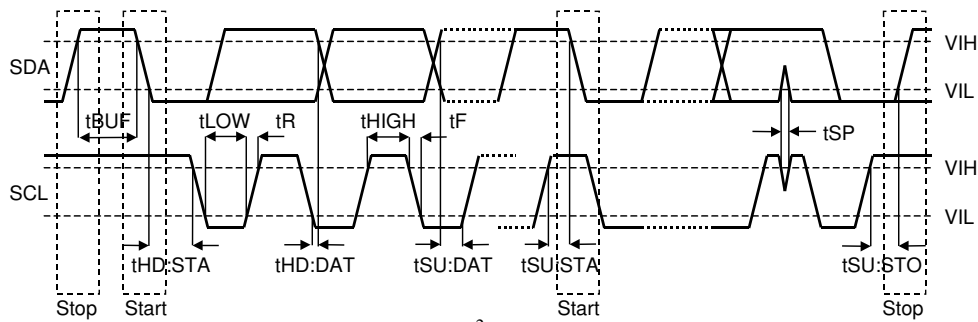 VIH
SDA
VIL
tBUF tLOW tR tHIGH tF
tSP
VIH
SCL
VIL
tHD:STA tHD:DAT tSU:DAT tSU:STA tSU:STO
Stop Start Start Stop
2